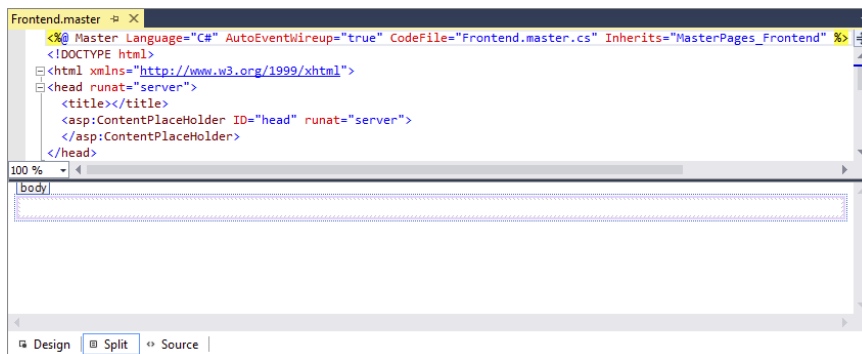 Frontend.master
<%@ Master Language="C#" AutoEventWireup="true" CodeFile="Frontend.master.cs" Inherits="MasterPages_Frontend" %>
<!DOCTYPE html>
<html xmlns="http://www.w3.org/1999/xhtml">
<head runat="server">
<title></title>
<asp:ContentPlaceHolder ID="head" runat="server">
</asp:ContentPlaceHolder>
</head>
100 %
body
Design Split Source